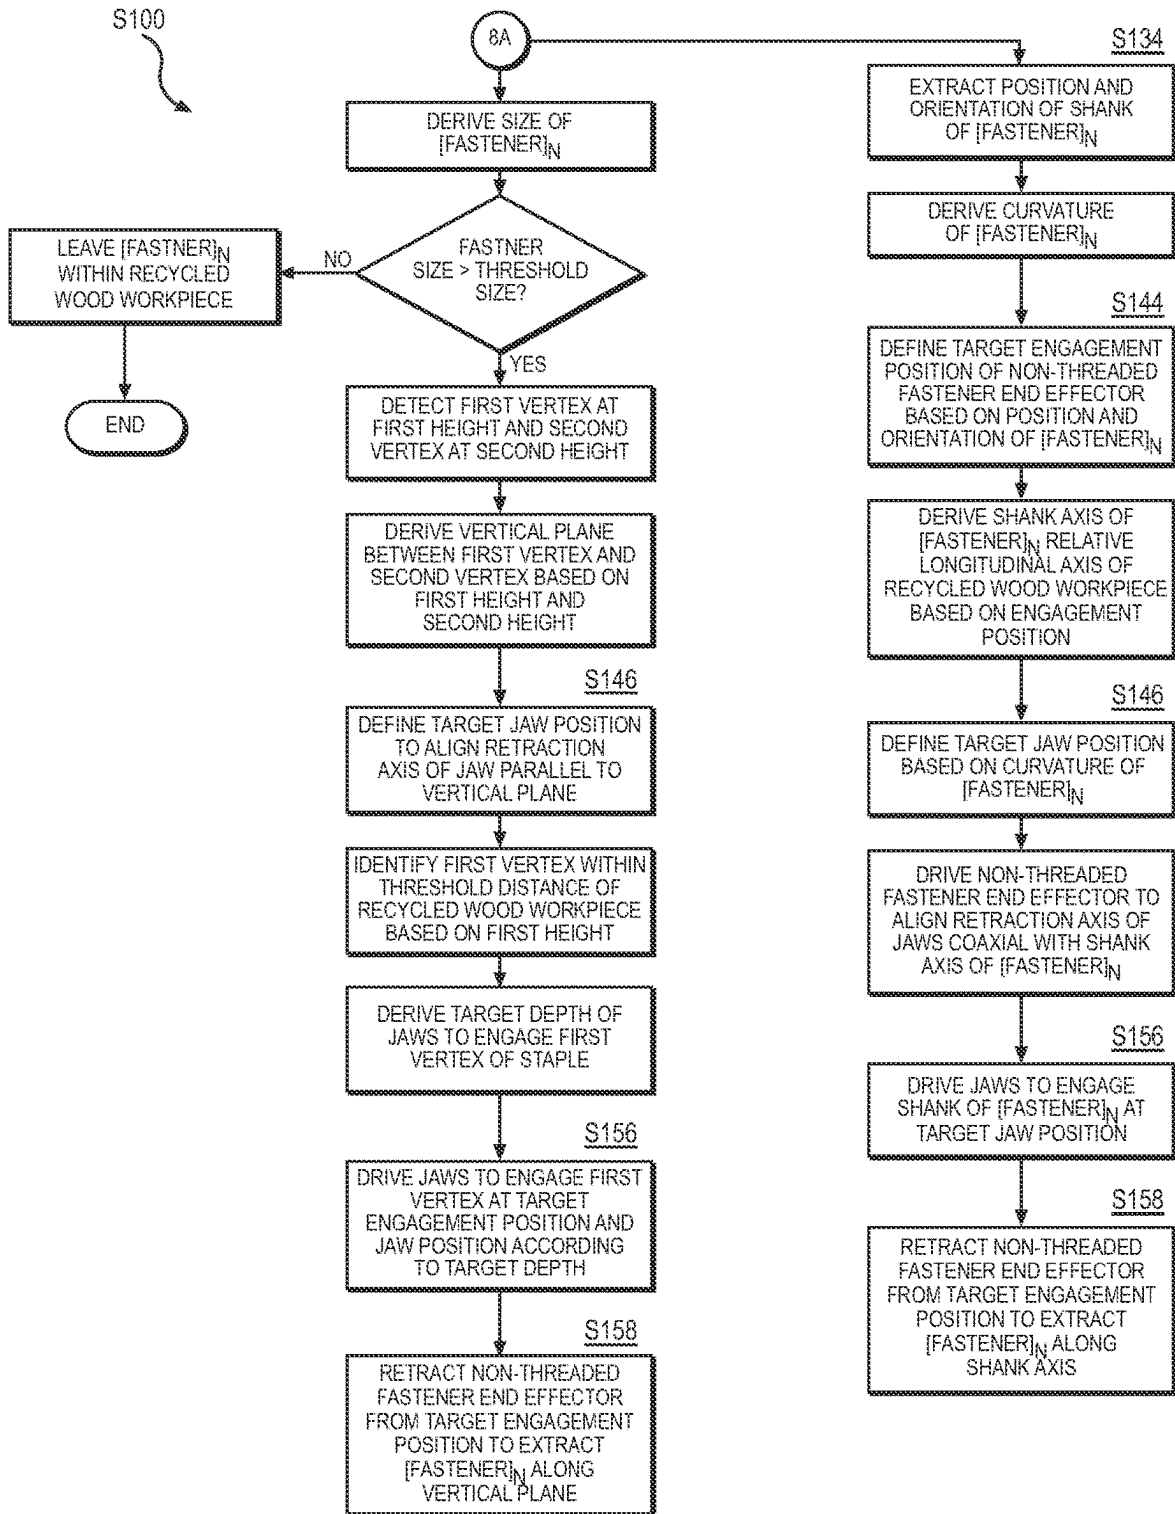 S100
8A
DERIVE SIZE OF
[FASTENER]N
FASTNER
SIZE > THRESHOLD
SIZE?
NO
LEAVE [FASTNER]N
WITHIN RECYCLED
WOOD WORKPIECE
END
YES
DETECT FIRST VERTEX AT
FIRST HEIGHT AND SECOND
VERTEX AT SECOND HEIGHT
DERIVE VERTICAL PLANE
BETWEEN FIRST VERTEX AND
SECOND VERTEX BASED ON
FIRST HEIGHT AND
SECOND HEIGHT
S146
DEFINE TARGET JAW POSITION
TO ALIGN RETRACTION
AXIS OF JAW PARALLEL TO
VERTICAL PLANE
IDENTIFY FIRST VERTEX WITHIN
THRESHOLD DISTANCE OF
RECYCLED WOOD WORKPIECE
BASED ON FIRST HEIGHT
DERIVE TARGET DEPTH OF
JAWS TO ENGAGE FIRST
VERTEX OF STAPLE
S156
DRIVE JAWS TO ENGAGE FIRST
VERTEX AT TARGET
ENGAGEMENT POSITION AND
JAW POSITION ACCORDING
TO TARGET DEPTH
S158
RETRACT NON-THREADED
FASTENER END EFFECTOR
FROM TARGET ENGAGEMENT
POSITION TO EXTRACT
[FASTENER]N ALONG
VERTICAL PLANE
S134
EXTRACT POSITION AND
ORIENTATION OF SHANK
OF [FASTENER]N
DERIVE CURVATURE
OF [FASTENER]N
S144
DEFINE TARGET ENGAGEMENT
POSITION OF NON-THREADED
FASTENER END EFFECTOR
BASED ON POSITION AND
ORIENTATION OF [FASTENER]N
DERIVE SHANK AXIS OF
[FASTENER]N RELATIVE
LONGITUDINAL AXIS OF
RECYCLED WOOD WORKPIECE
BASED ON ENGAGEMENT
POSITION
S146
DEFINE TARGET JAW POSITION
BASED ON CURVATURE OF
[FASTENER]N
DRIVE NON-THREADED
FASTENER END EFFECTOR TO
ALIGN RETRACTION AXIS OF
JAWS COAXIAL WITH SHANK
AXIS OF [FASTENER]N
S156
DRIVE JAWS TO ENGAGE
SHANK OF [FASTENER]N AT
TARGET JAW POSITION
S158
RETRACT NON-THREADED
FASTENER END EFFECTOR
FROM TARGET ENGAGEMENT
POSITION TO EXTRACT
[FASTENER]N ALONG
SHANK AXIS